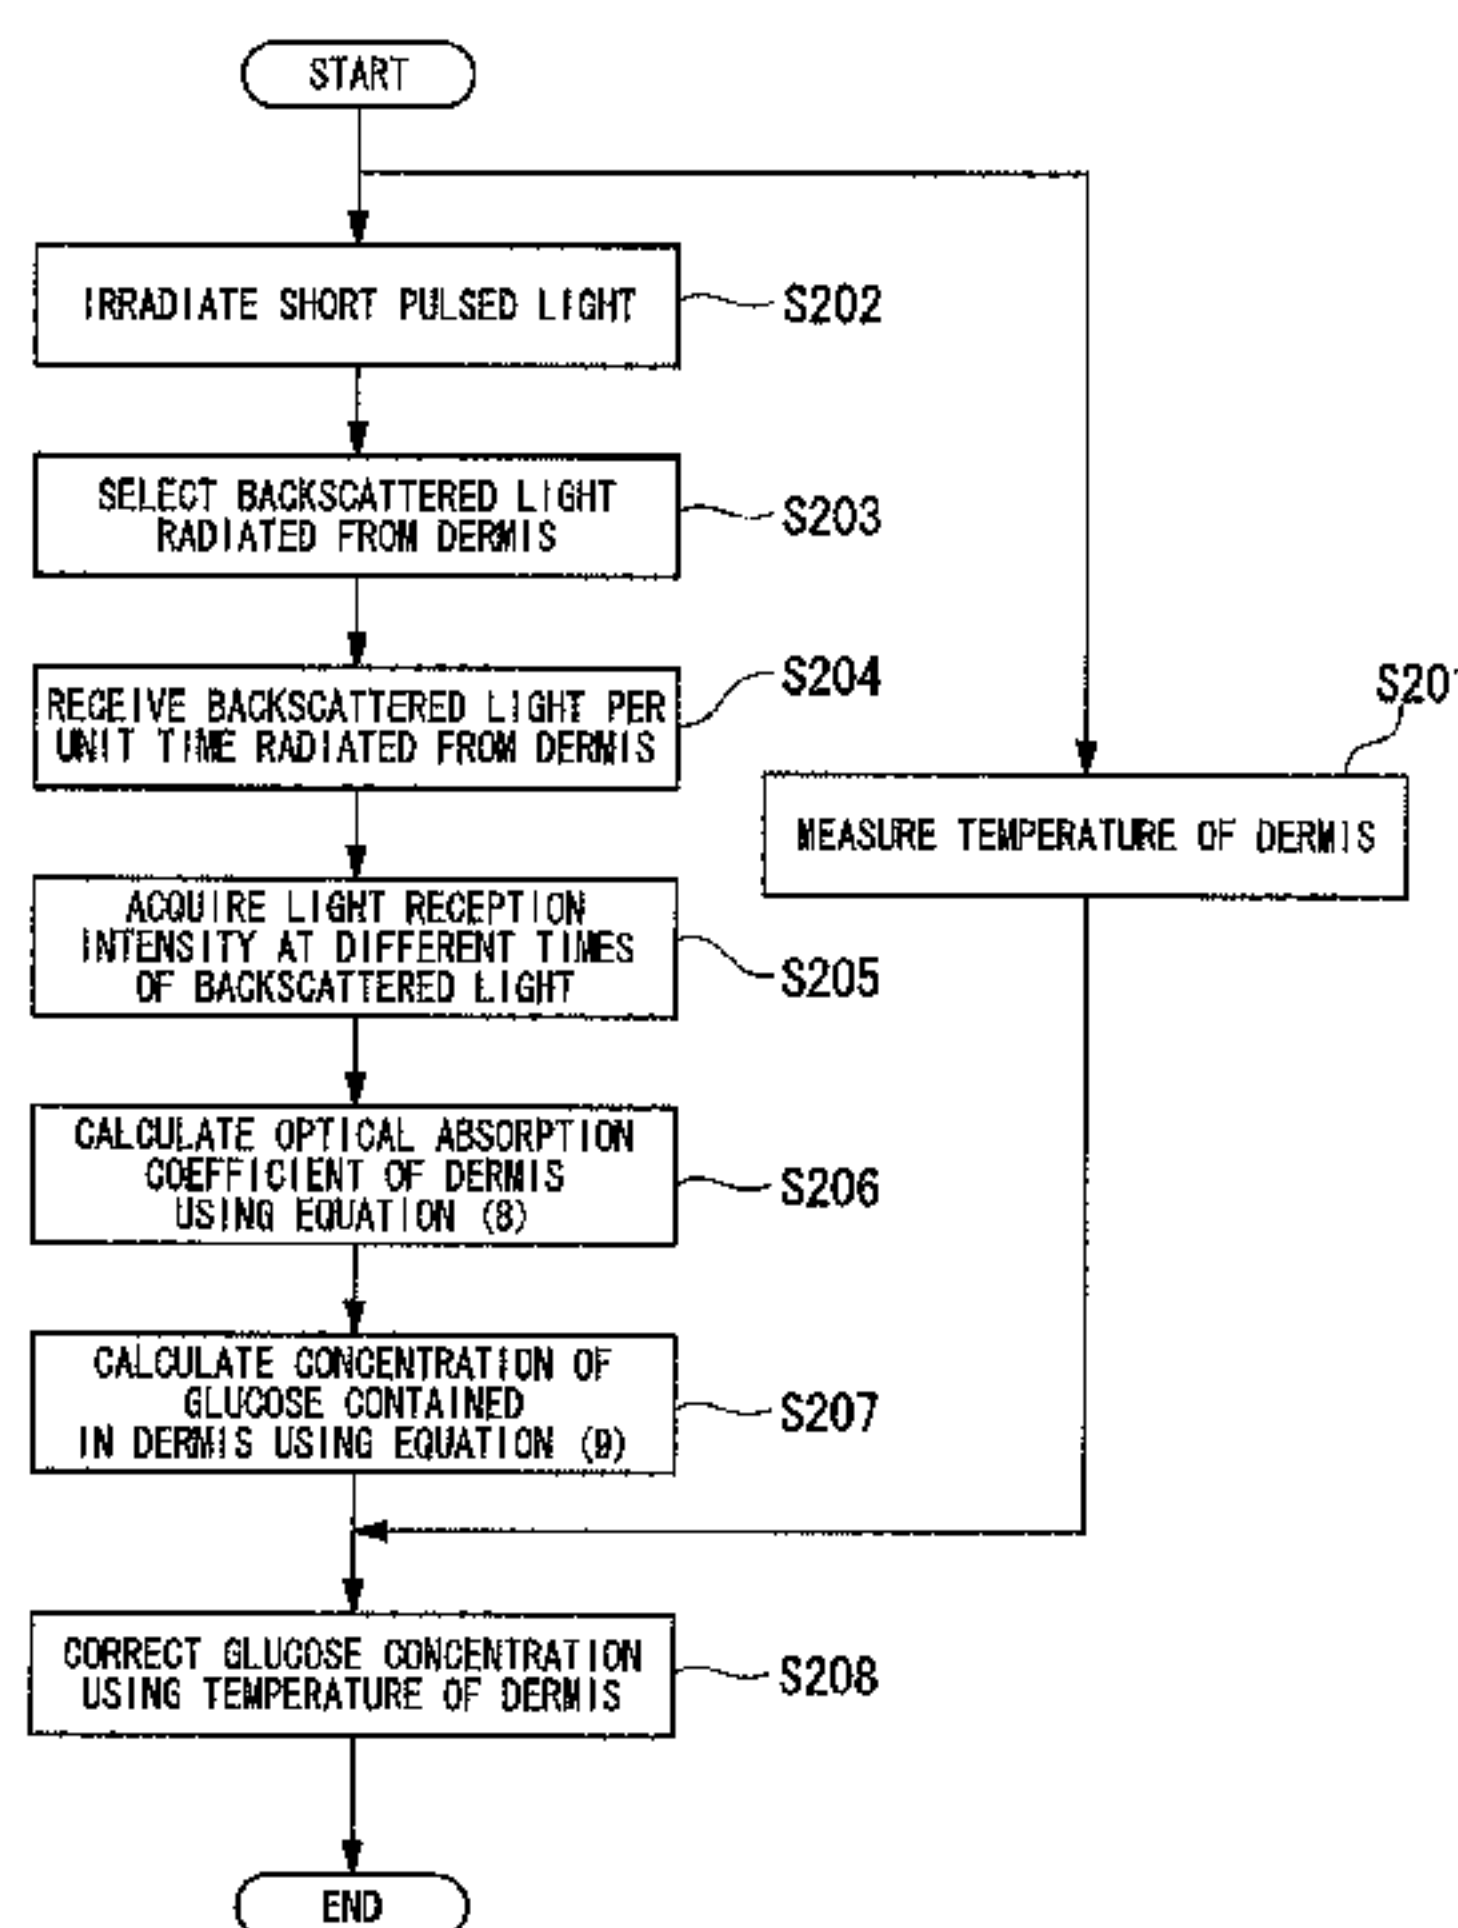 START
IRRADIATE SHORT PULSED LIGHT
S202
SELECT BACKSCATTERED LIGHT
RADIATED FROM DERMIS
S203
RECEIVE BACKSCATTERED LIGHT PER
UNIT TIME RADIATED FROM DERMIS
S204
S201
MEASURE TEMPERATURE OF DERMIS
ACQUIRE LIGHT RECEPTION
INTENSITY AT DIFFERENT TIMES
OF BACKSCATTERED LIGHT
S205
CALCULATE OPTICAL ABSORPTION
COEFFICIENT OF DERMIS
USING EQUATION (8)
S206
CALCULATE CONCENTRATION OF
GLUCOSE CONTAINED
IN DERMIS USING EQUATION (9)
S207
CORRECT GLUCOSE CONCENTRATION
USING TEMPERATURE OF DERMIS
S208
END